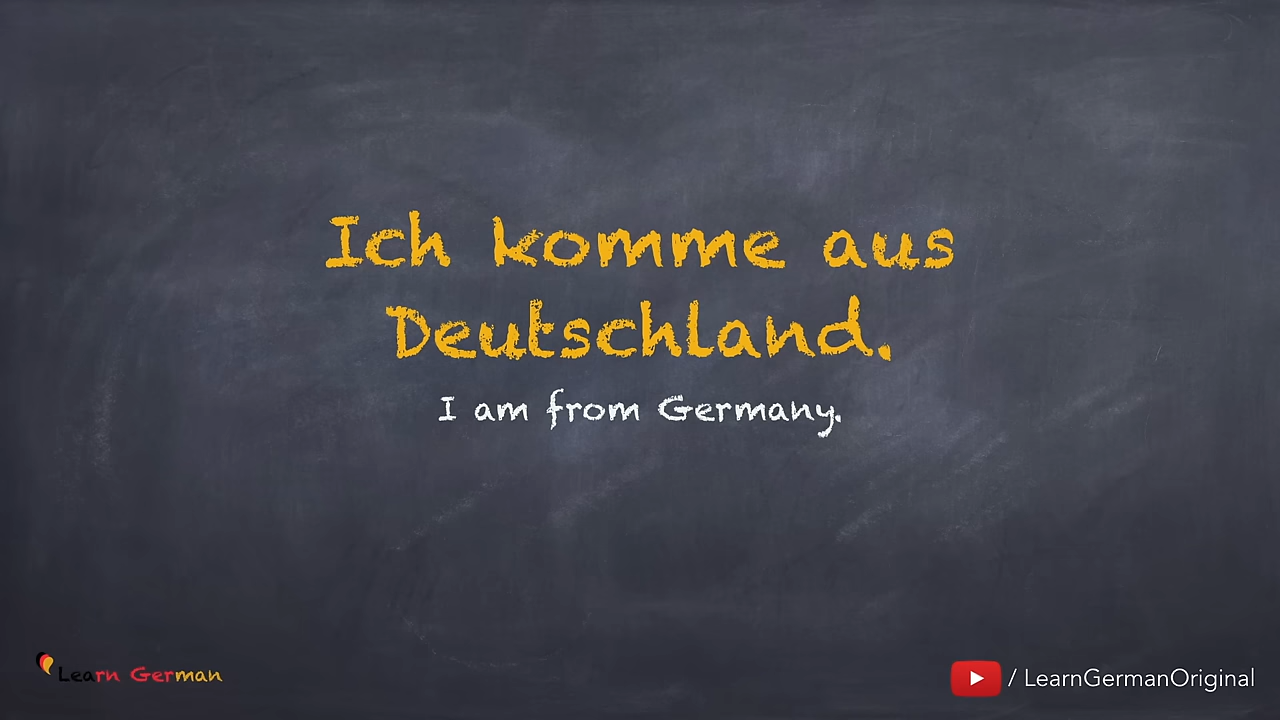 Ich komme aus
Deutschland.
I am from Germany.
Learn German
/ LearnGermanOriginal